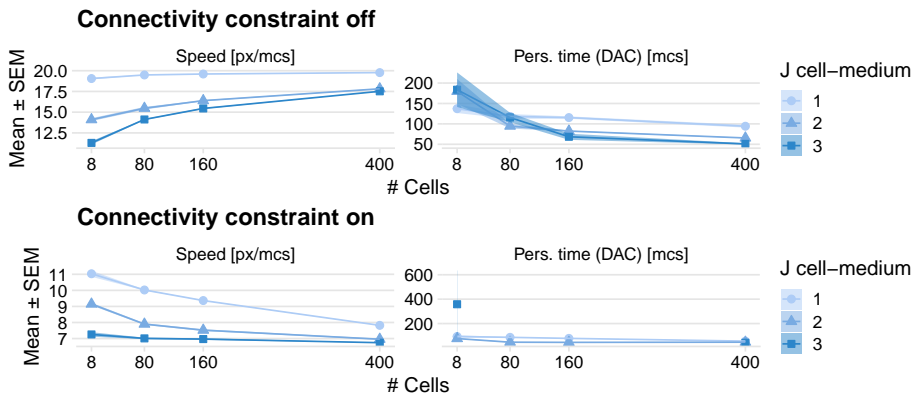 Connectivity constraint off
Speed [px/mcs]
Pers. time (DAC) [mcs]
Mean ± SEM
20.0
17.5
15.0
12.5
200
150
100
50
8 80 160 400
8 80 160 400
# Cells
J cell−medium
1
2
3
Connectivity constraint on
Speed [px/mcs]
Pers. time (DAC) [mcs]
Mean ± SEM
11
10
9
8
7
600
400
200
8 80 160 400
8 80 160 400
# Cells
J cell−medium
1
2
3